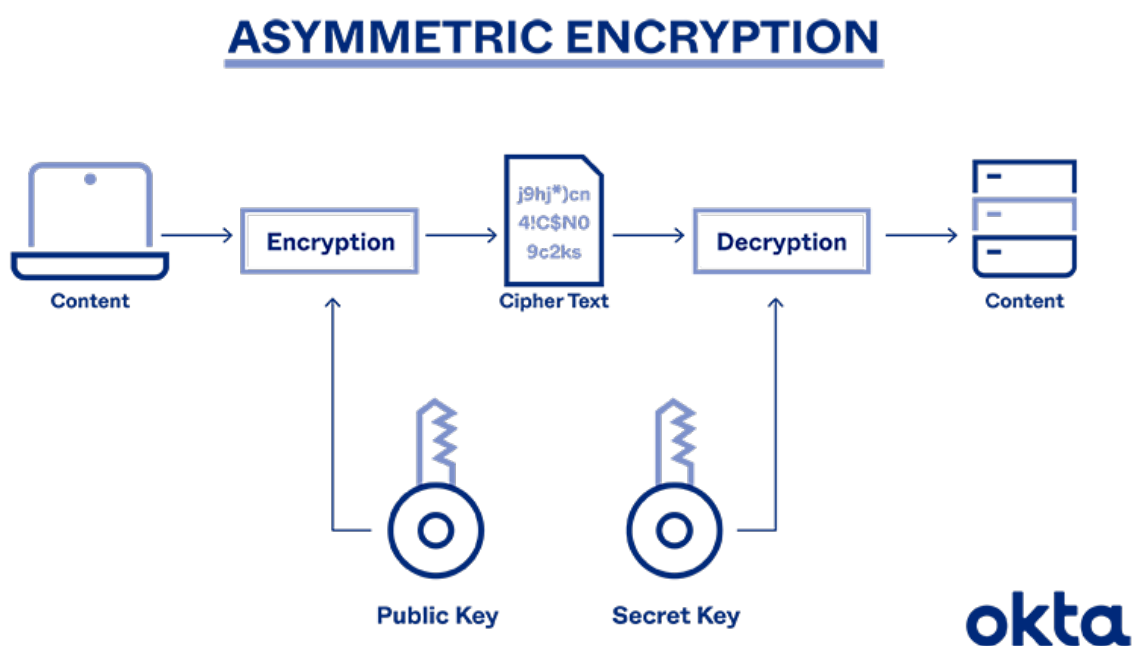 ASYMMETRIC ENCRYPTION
Content
Encryption
j9hj*)cn
4!C$N0
9c2ks
Cipher Text
Decryption
Content
Public Key
Secret Key
okta